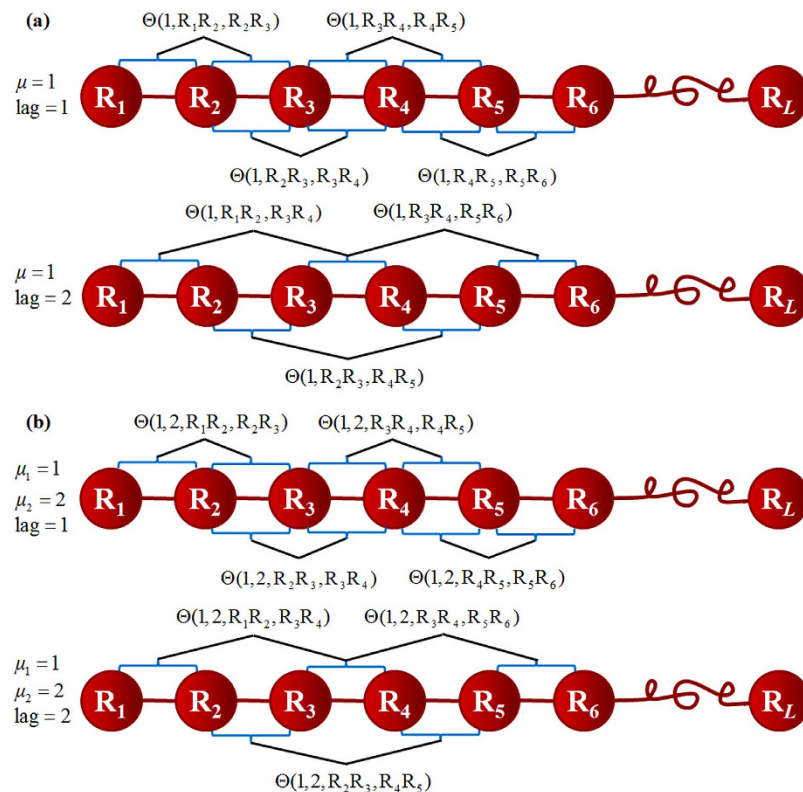 (a)
Θ(1,R₁R₂,R₂R₃) Θ(1,R₃R₄,R₄R₅)
μ = 1
lag = 1
R₁ R₂ R₃ R₄ R₅ R₆ R_L
Θ(1,R₂R₃,R₃R₄) Θ(1,R₄R₅,R₅R₆)
Θ(1,R₁R₂,R₃R₄) Θ(1,R₃R₄,R₅R₆)
μ = 1
lag = 2
R₁ R₂ R₃ R₄ R₅ R₆ R_L
Θ(1,R₂R₃,R₄R₅)
(b)
Θ(1,2,R₁R₂,R₂R₃) Θ(1,2,R₃R₄,R₄R₅)
μ₁ = 1
μ₂ = 2
lag = 1
R₁ R₂ R₃ R₄ R₅ R₆ R_L
Θ(1,2,R₂R₃,R₃R₄) Θ(1,2,R₄R₅,R₅R₆)
Θ(1,2,R₁R₂,R₃R₄) Θ(1,2,R₃R₄,R₅R₆)
μ₁ = 1
μ₂ = 2
lag = 2
R₁ R₂ R₃ R₄ R₅ R₆ R_L
Θ(1,2,R₂R₃,R₄R₅)